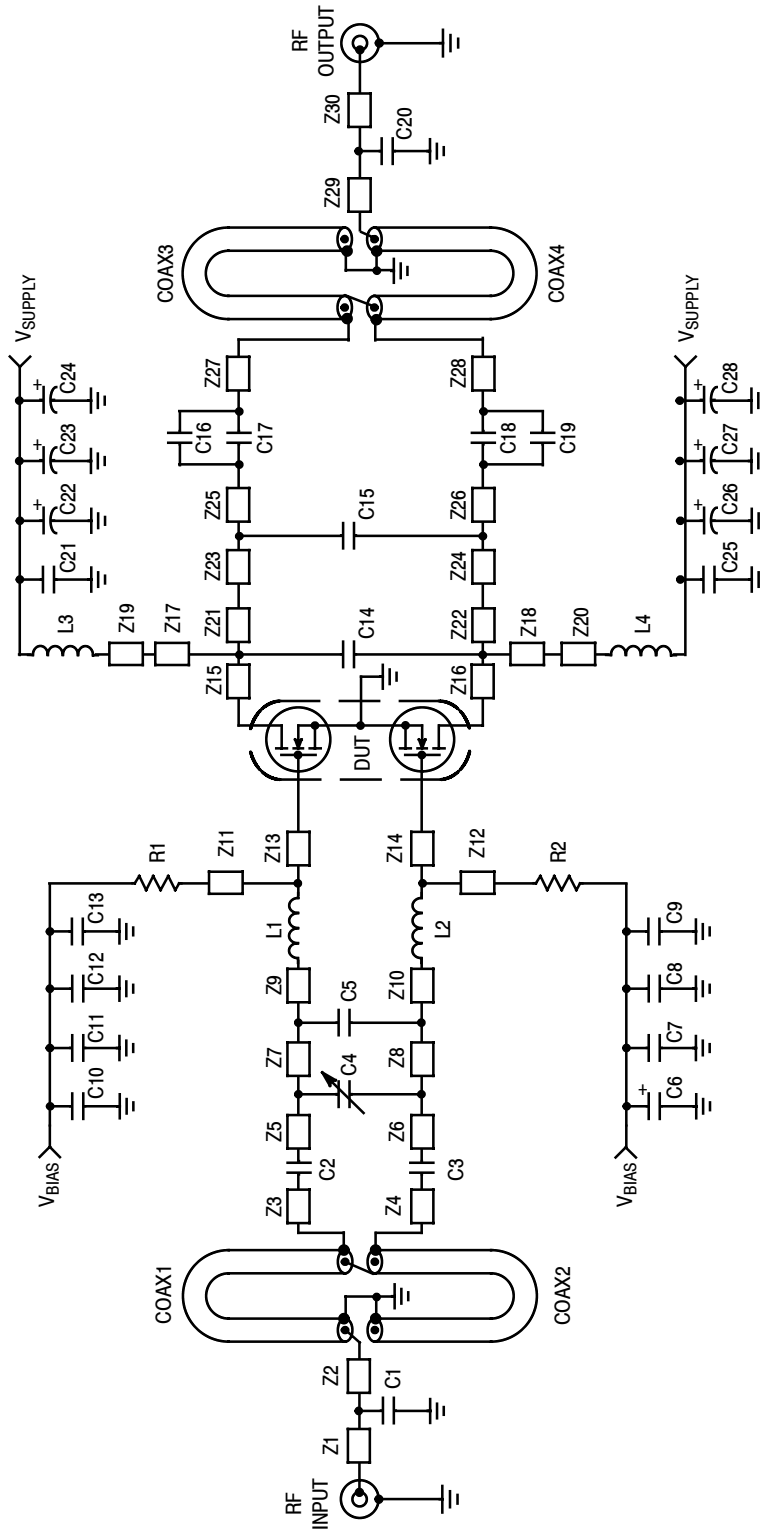 RF
INPUT
Z1
C1
Z2
COAX1
COAX2
Z3
Z4
C2
C3
Z5
Z6
C4
Z7
Z8
C5
Z9
Z10
L1
L2
VBIAS
C10
C11
C12
C13
R1
Z11
Z13
Z14
Z12
R2
VBIAS
+
C6
C7
C8
C9
DUT
Z15
Z16
L3
Z19
Z17
C14
Z18
Z20
L4
Z21
Z22
Z23
Z24
C15
Z25
Z26
C16
C17
C18
C19
Z27
Z28
C21
+
C22
+
C23
+
C24
VSUPPLY
C25
+
C26
+
C27
+
C28
VSUPPLY
COAX3
COAX4
Z29
C20
Z30
RF
OUTPUT